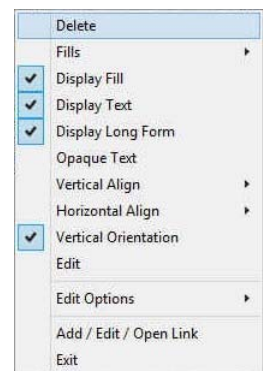 Delete
Fills
Display Fill
Display Text
Display Long Form
Opaque Text
Vertical Align
Horizontal Align
Vertical Orientation
Edit
Edit Options
Add / Edit / Open Link
Exit